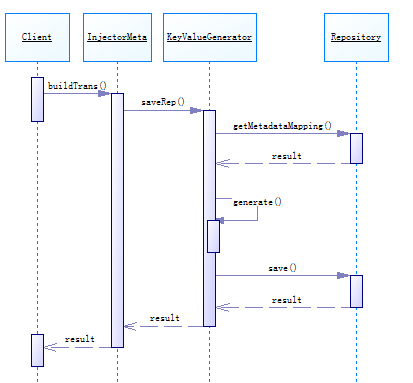 Client
InjectorMeta
KeyValueGenerator
Repository
buildTrans()
saveRep()
getMetadataMapping()
result
generate()
save()
result
result
result